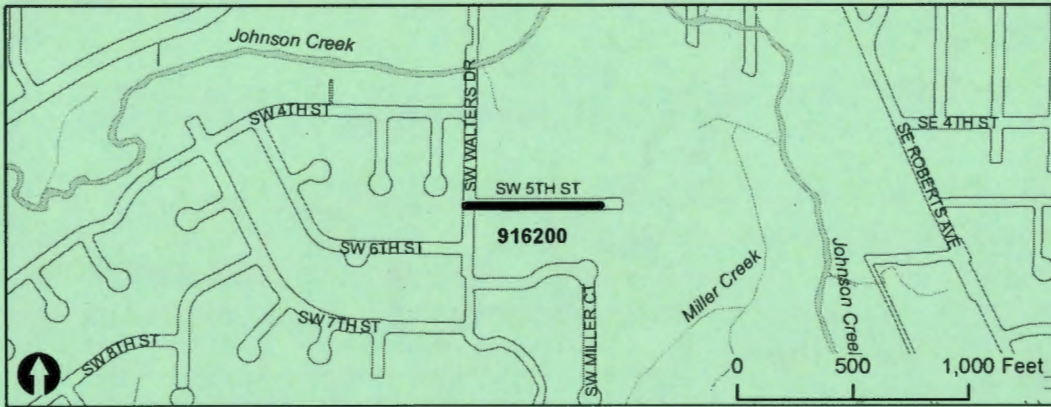 Johnson Creek
SW 4TH ST
SW WALTERS DR
SE 4TH ST
SE ROBERTS AVE
SW 5TH ST
916200
SW 6TH ST
Miller Creek
Johnson Creel
SW 7TH ST
SW 8TH ST
SW MILLER CT
0 500 1,000 Feet